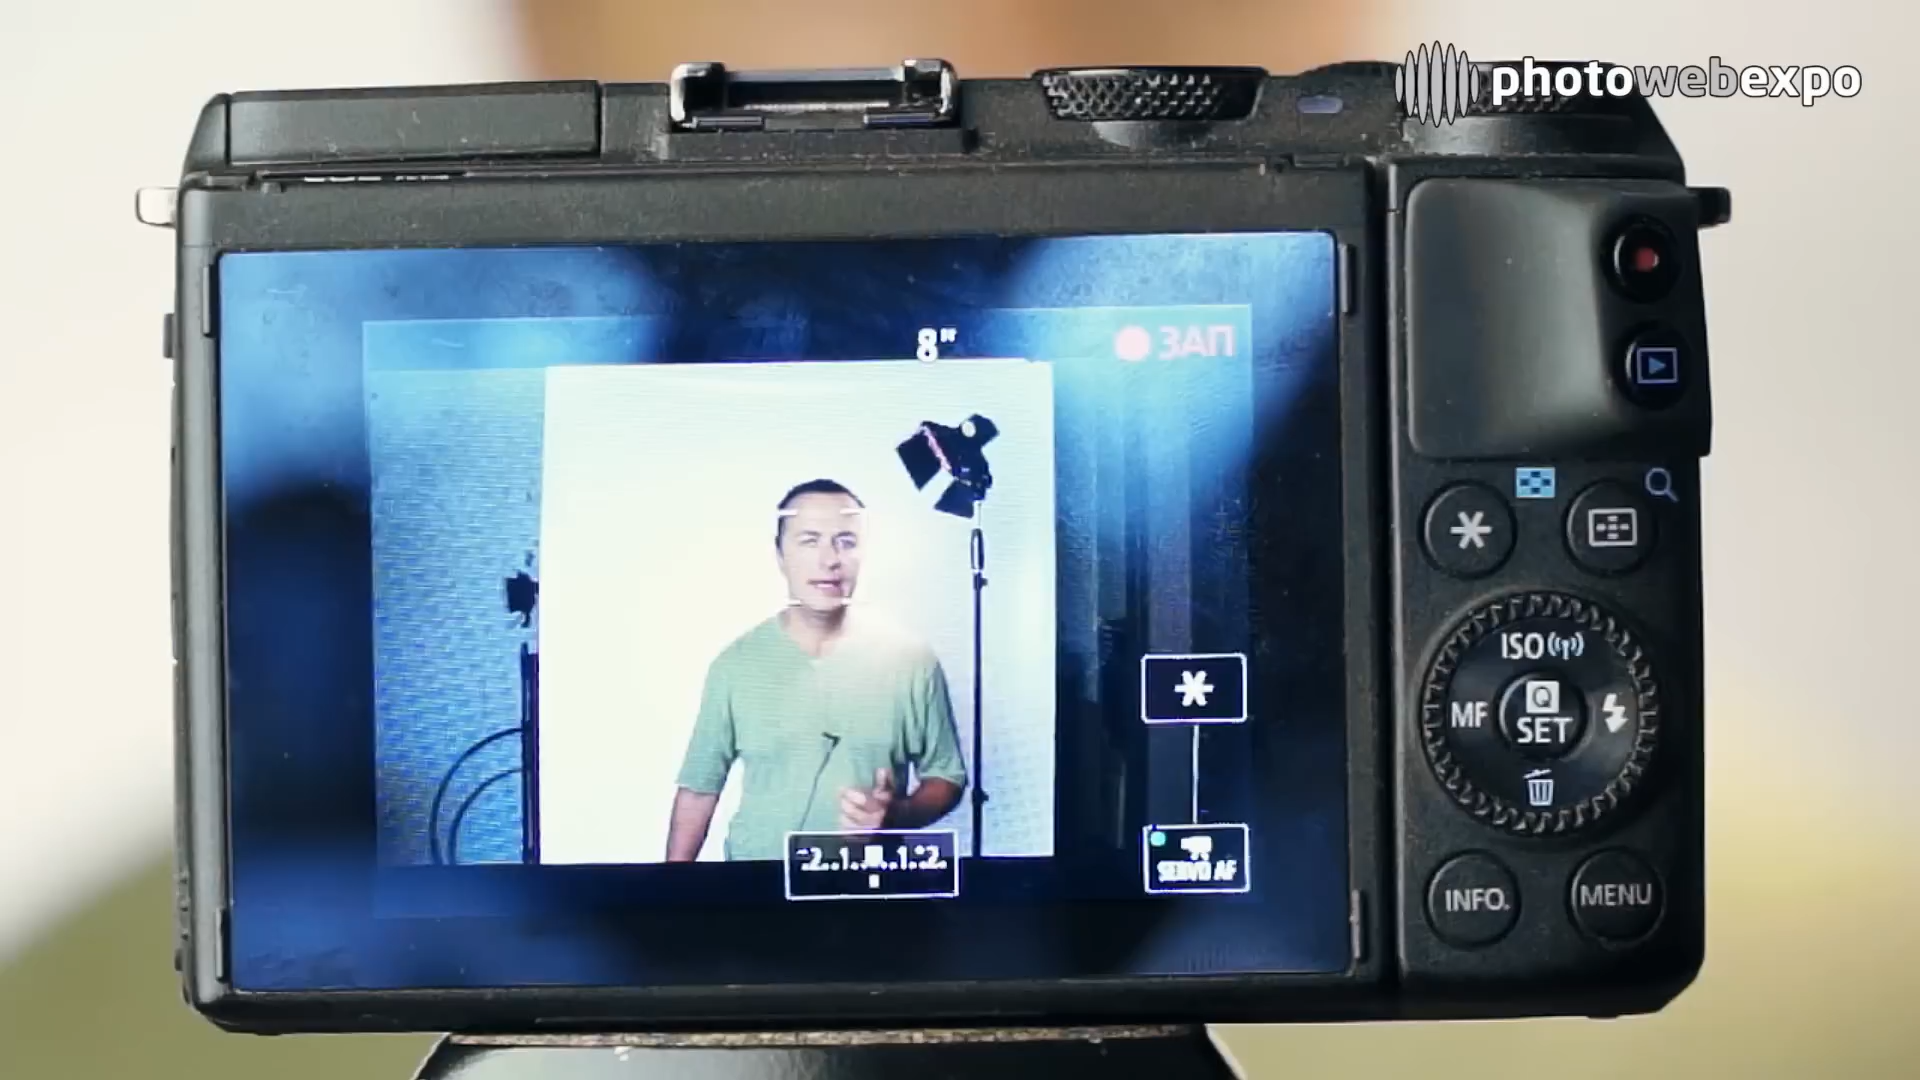 photowebexpo
8"
ЗАП
ISO
MF
Q
SET
-2..1..0..1.+2.
SERVO AF
INFO.
MENU